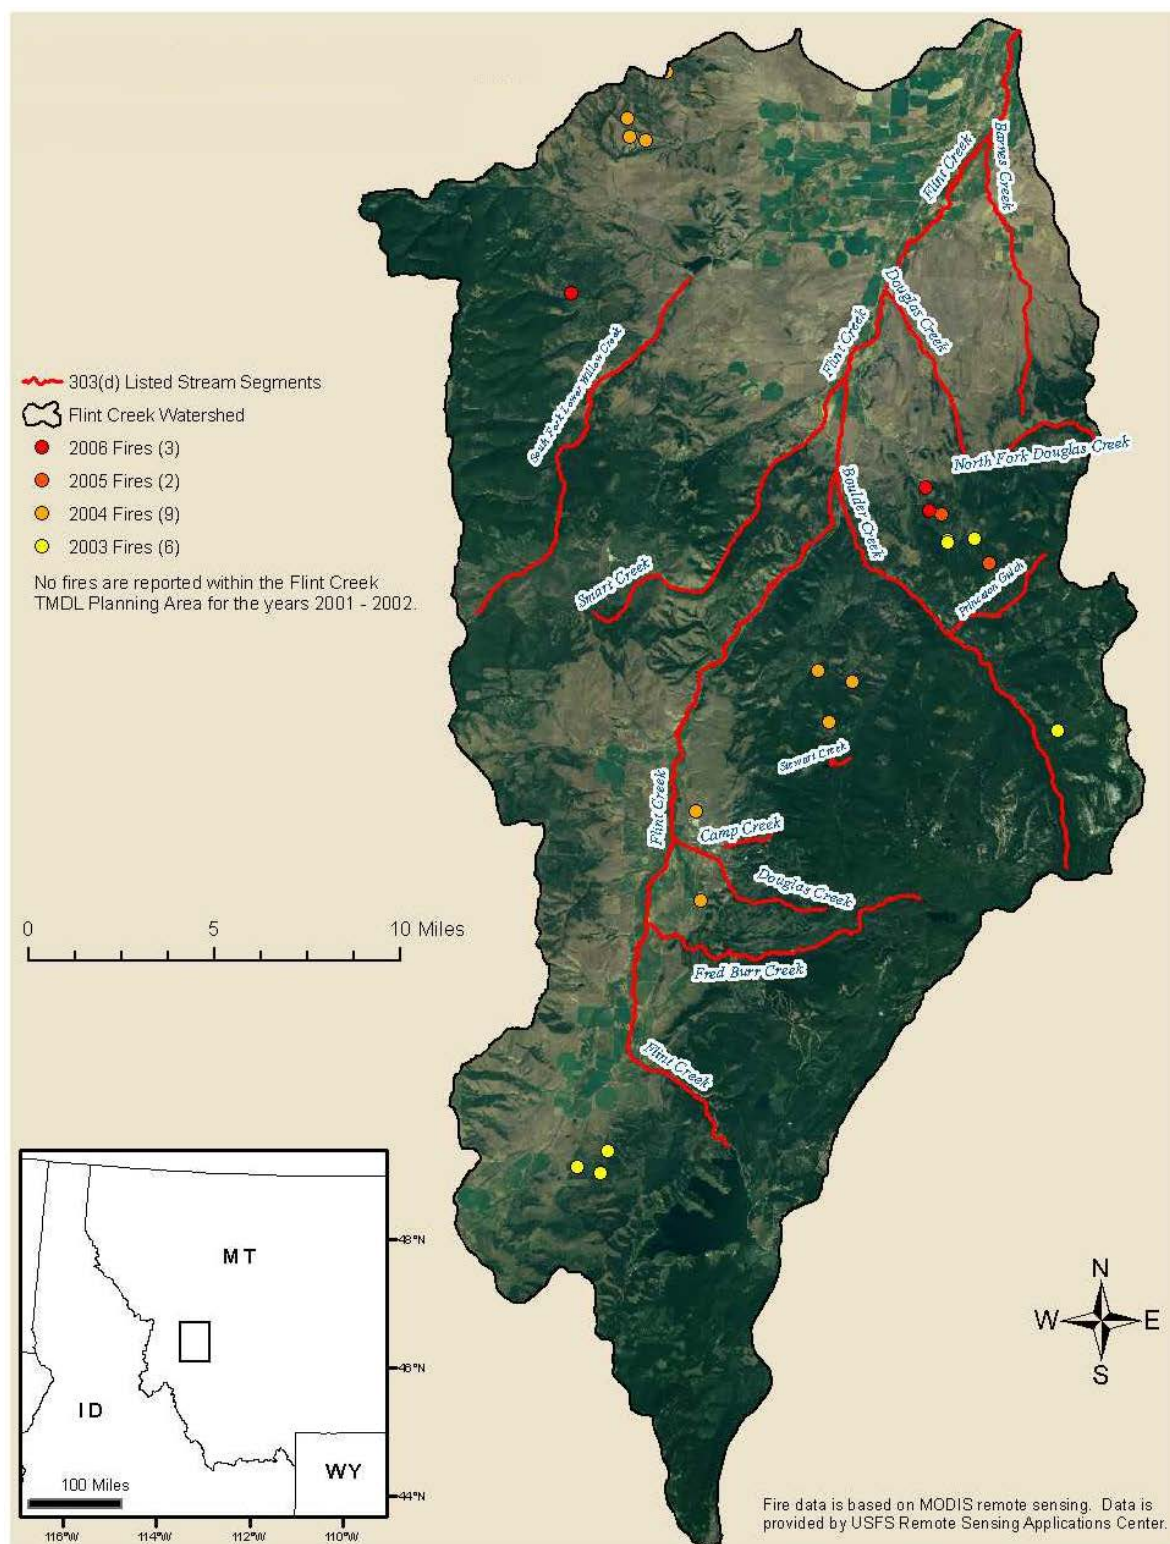 Flint Creek
Barnes Creek
Douglas Creek
Flint Creek
South Fork Lower Willow Creek
303(d) Listed Stream Segments
Flint Creek Watershed
2006 Fires (3)
2005 Fires (2)
2004 Fires (9)
2003 Fires (6)
No fires are reported within the Flint Creek
TMDL Planning Area for the years 2001 - 2002.
North Fork Douglas Creek
Boulder Creek
Smart Creek
Princeton Gulch
Stewart Creek
Flint Creek
Camp Creek
Douglas Creek
0 5 10 Miles
Fred Burr Creek
Flint Creek
MT
ID
WY
100 Miles
48°N
46°N
44°N
116°W 114°W 112°W 110°W
N
W E
S
Fire data is based on MODIS remote sensing. Data is
provided by USFS Remote Sensing Applications Center.